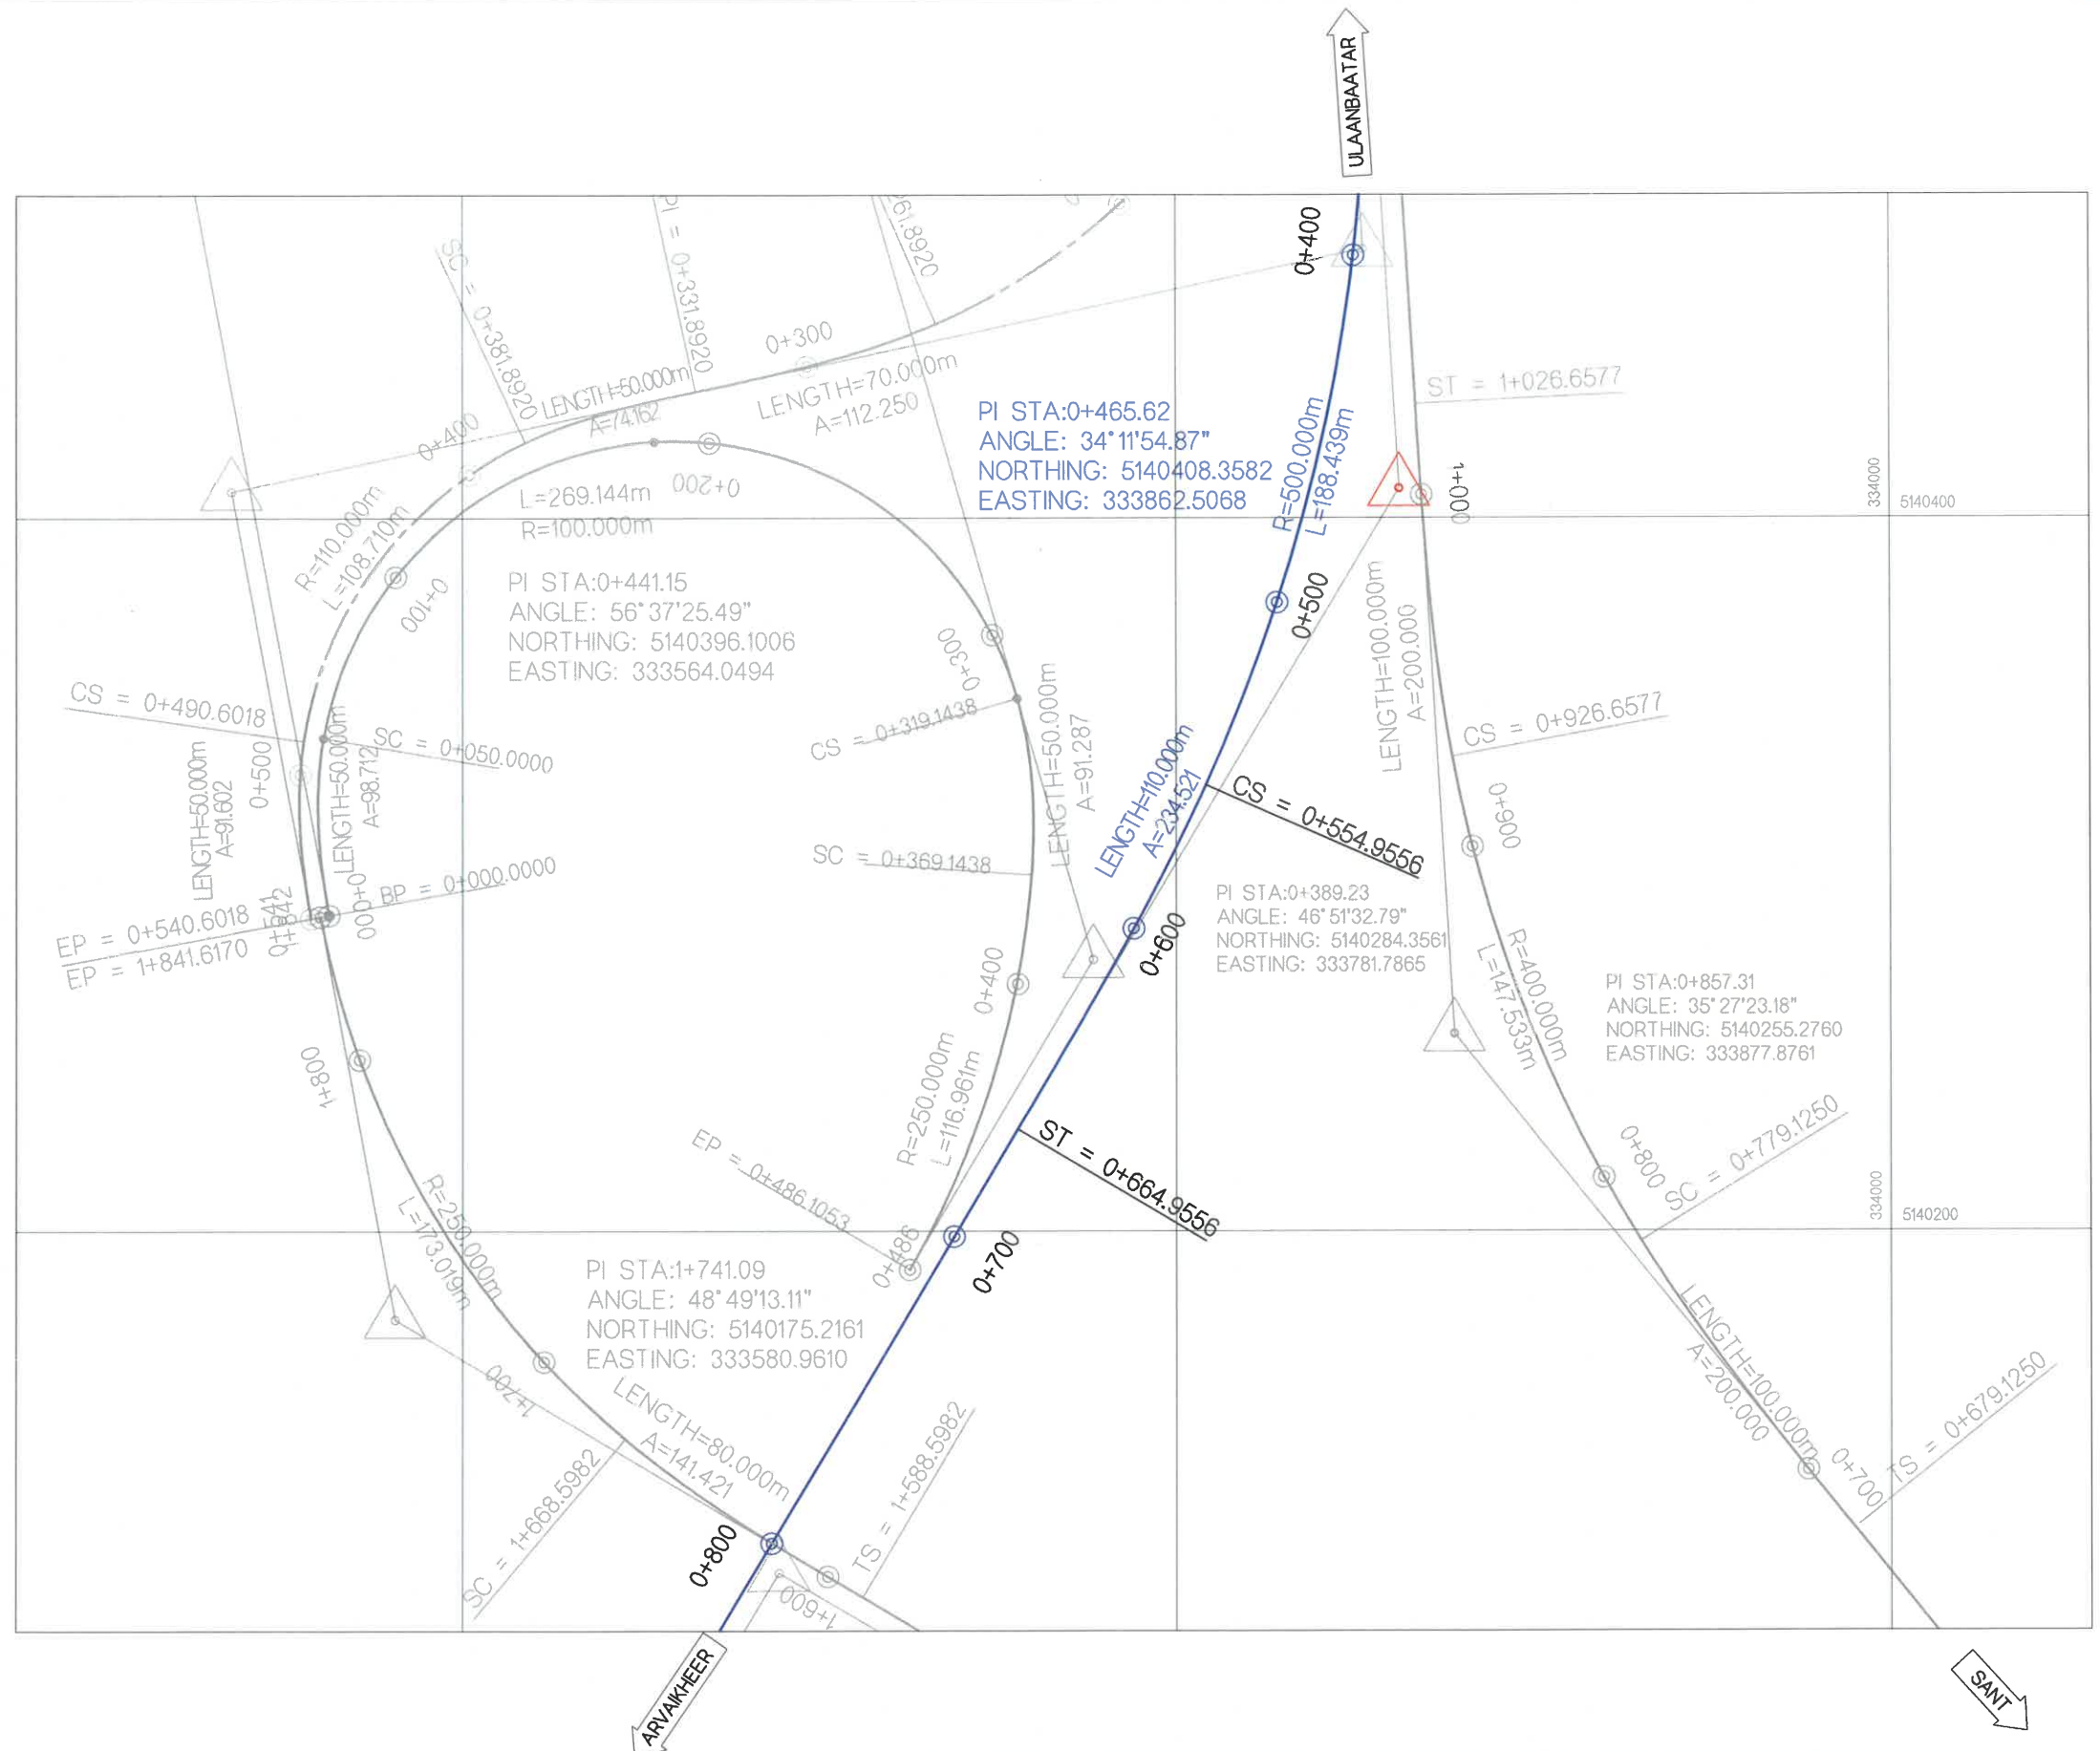 ULAANBAATAR
0+400
PI = 0+331.8920
61.8920
SC = 0+381.8920
0+300
LENGTH=50.000m
A=74.162
LENGTH=70.000m
A=112.250
0+400
ST = 1+026.6577
PI STA:0+465.62
ANGLE: 34°11'54.87"
NORTHING: 5140408.3582
EASTING: 333862.5068
R=500.000m
L=188.439m
1+000
334000
5140400
L=269.144m
R=100.000m
0+200
R=110.000m
L=108.710m
0+100
PI STA:0+441.15
ANGLE: 56°37'25.49"
NORTHING: 5140396.1006
EASTING: 333564.0494
0+500
0+300
LENGTH=100.000m
A=200.000
CS = 0+490.6018
SC = 0+050.0000
CS = 0+319.1438
LENGTH=50.000m
A=91.287
CS = 0+926.6577
LENGTH=50.000m
A=91.602
0+500
LENGTH=50.000m
A=98.712
LENGTH=110.000m
A=234.521
CS = 0+554.9556
0+900
SC = 0+369.1438
BP = 0+000.0000
0+000
EP = 0+540.6018
EP = 1+841.6170
0+541
1+842
0+600
PI STA:0+389.23
ANGLE: 46°51'32.79"
NORTHING: 5140284.3561
EASTING: 333781.7865
R=400.000m
L=147.533m
PI STA:0+857.31
ANGLE: 35°27'23.18"
NORTHING: 5140255.2760
EASTING: 333877.8761
0+400
1+800
R=250.000m
L=116.961m
ST = 0+664.9556
EP = 0+486.1053
0+486
0+800
SC = 0+779.1250
334000
5140200
R=250.000m
L=173.019m
0+700
PI STA:1+741.09
ANGLE: 48°49'13.11"
NORTHING: 5140175.2161
EASTING: 333580.9610
1+700
LENGTH=80.000m
A=141.421
LENGTH=100.000m
A=200.000
0+700
TS = 0+679.1250
SC = 1+668.5982
TS = 1+588.5982
0+800
1+600
ARVAIKHEER
SANT